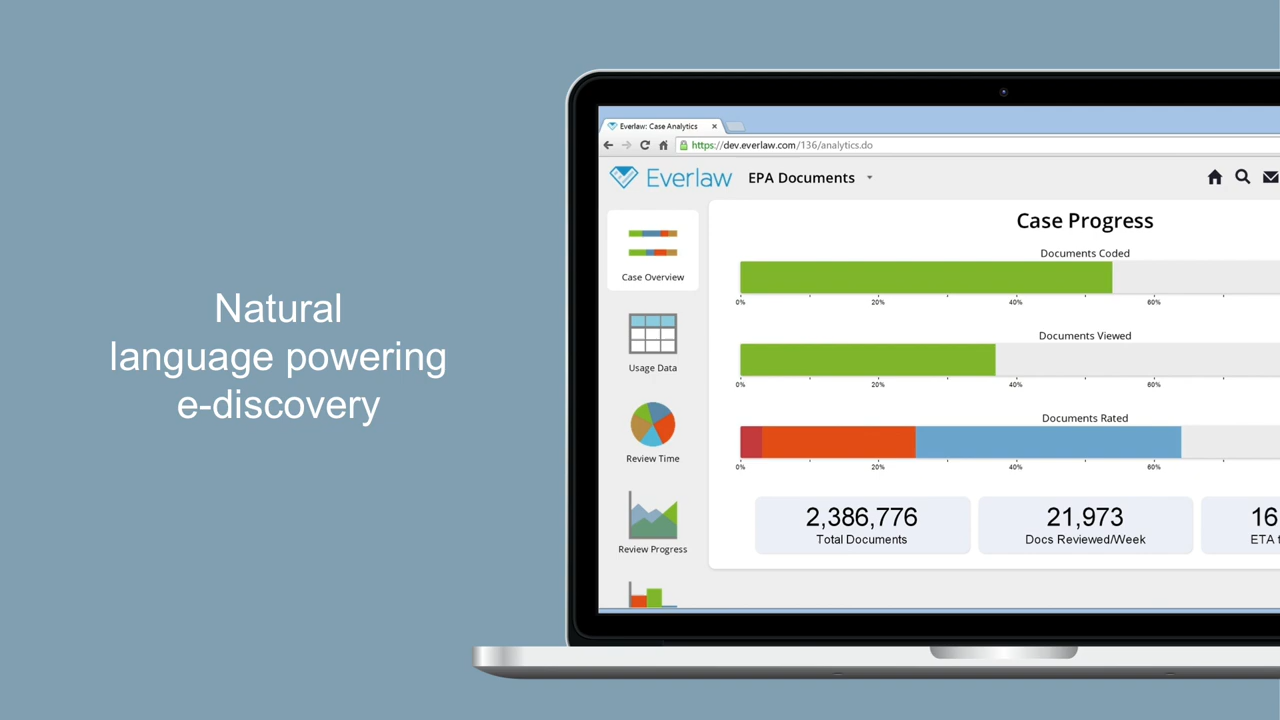 Natural
language powering
e-discovery
Everlaw: Case Analytics
https://dev.everlaw.com/136/analytics.do
Everlaw
EPA Documents
Case Overview
Usage Data
Review Time
Review Progress
Case Progress
Documents Coded
0% 20% 40% 60%
Documents Viewed
0% 20% 40% 60%
Documents Rated
0% 20% 40% 60%
2,386,776
Total Documents
21,973
Docs Reviewed/Week
16
ETA